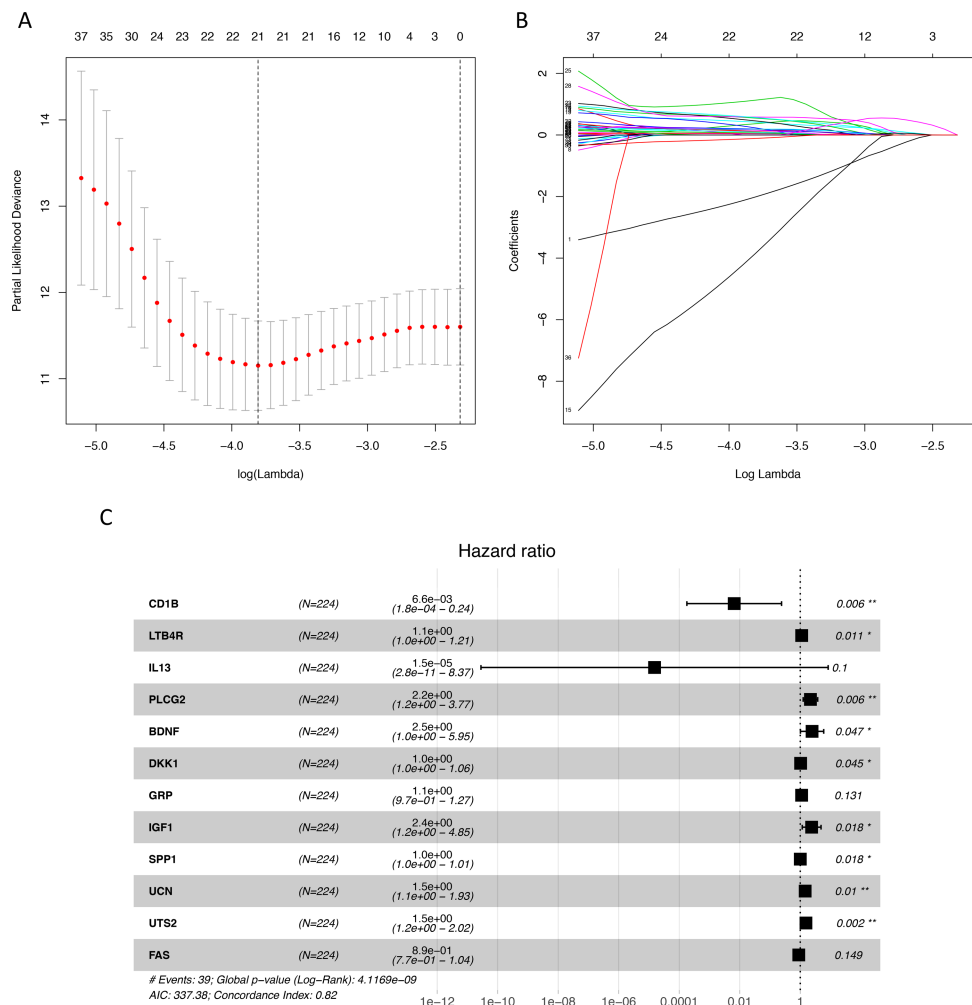 A
37 35 30 24 23 22 22 21 21 21 16 12 10 4 3 0
Partial Likelihood Deviance
14
13
12
11
−5.0 −4.5 −4.0 −3.5 −3.0 −2.5
log(Lambda)
B
37 24 22 22 12 3
Coefficients
2
0
−2
−4
−6
−8
25
28
1
36
15
−5.0 −4.5 −4.0 −3.5 −3.0 −2.5
Log Lambda
C
Hazard ratio
CD1B (N=224) 6.6e−03 (1.8e−04 − 0.24) 0.006 **
LTB4R (N=224) 1.1e+00 (1.0e+00 − 1.21) 0.011 *
IL13 (N=224) 1.5e−05 (2.8e−11 − 8.37) 0.1
PLCG2 (N=224) 2.2e+00 (1.2e+00 − 3.77) 0.006 **
BDNF (N=224) 2.5e+00 (1.0e+00 − 5.95) 0.047 *
DKK1 (N=224) 1.0e+00 (1.0e+00 − 1.06) 0.045 *
GRP (N=224) 1.1e+00 (9.7e−01 − 1.27) 0.131
IGF1 (N=224) 2.4e+00 (1.2e+00 − 4.85) 0.018 *
SPP1 (N=224) 1.0e+00 (1.0e+00 − 1.01) 0.018 *
UCN (N=224) 1.5e+00 (1.1e+00 − 1.93) 0.01 **
UTS2 (N=224) 1.5e+00 (1.2e+00 − 2.02) 0.002 **
FAS (N=224) 8.9e−01 (7.7e−01 − 1.04) 0.149
# Events: 39; Global p−value (Log−Rank): 4.1169e−09
AIC: 337.38; Concordance Index: 0.82
1e−12 1e−10 1e−08 1e−06 0.0001 0.01 1